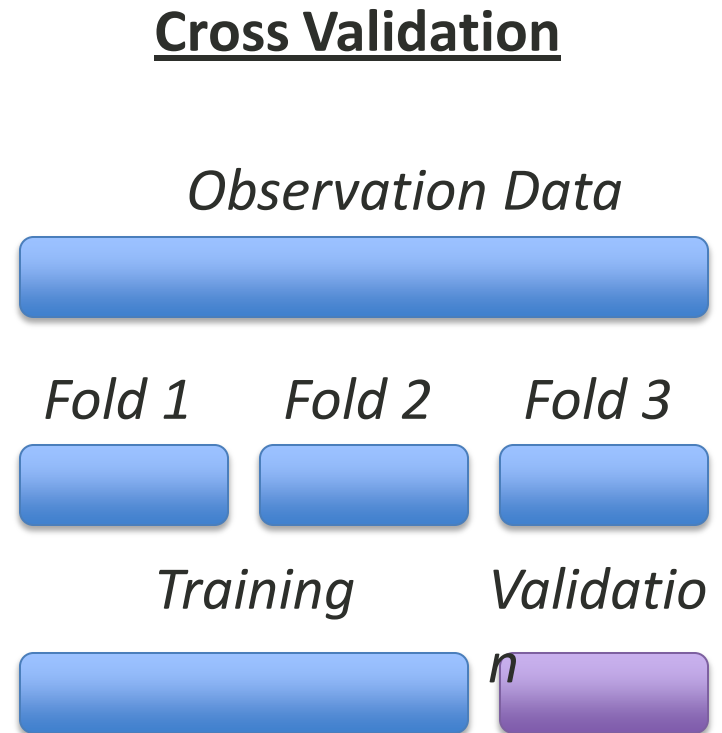 Cross Validation
Observation Data
Fold 1 Fold 2 Fold 3
Training Validatio
n